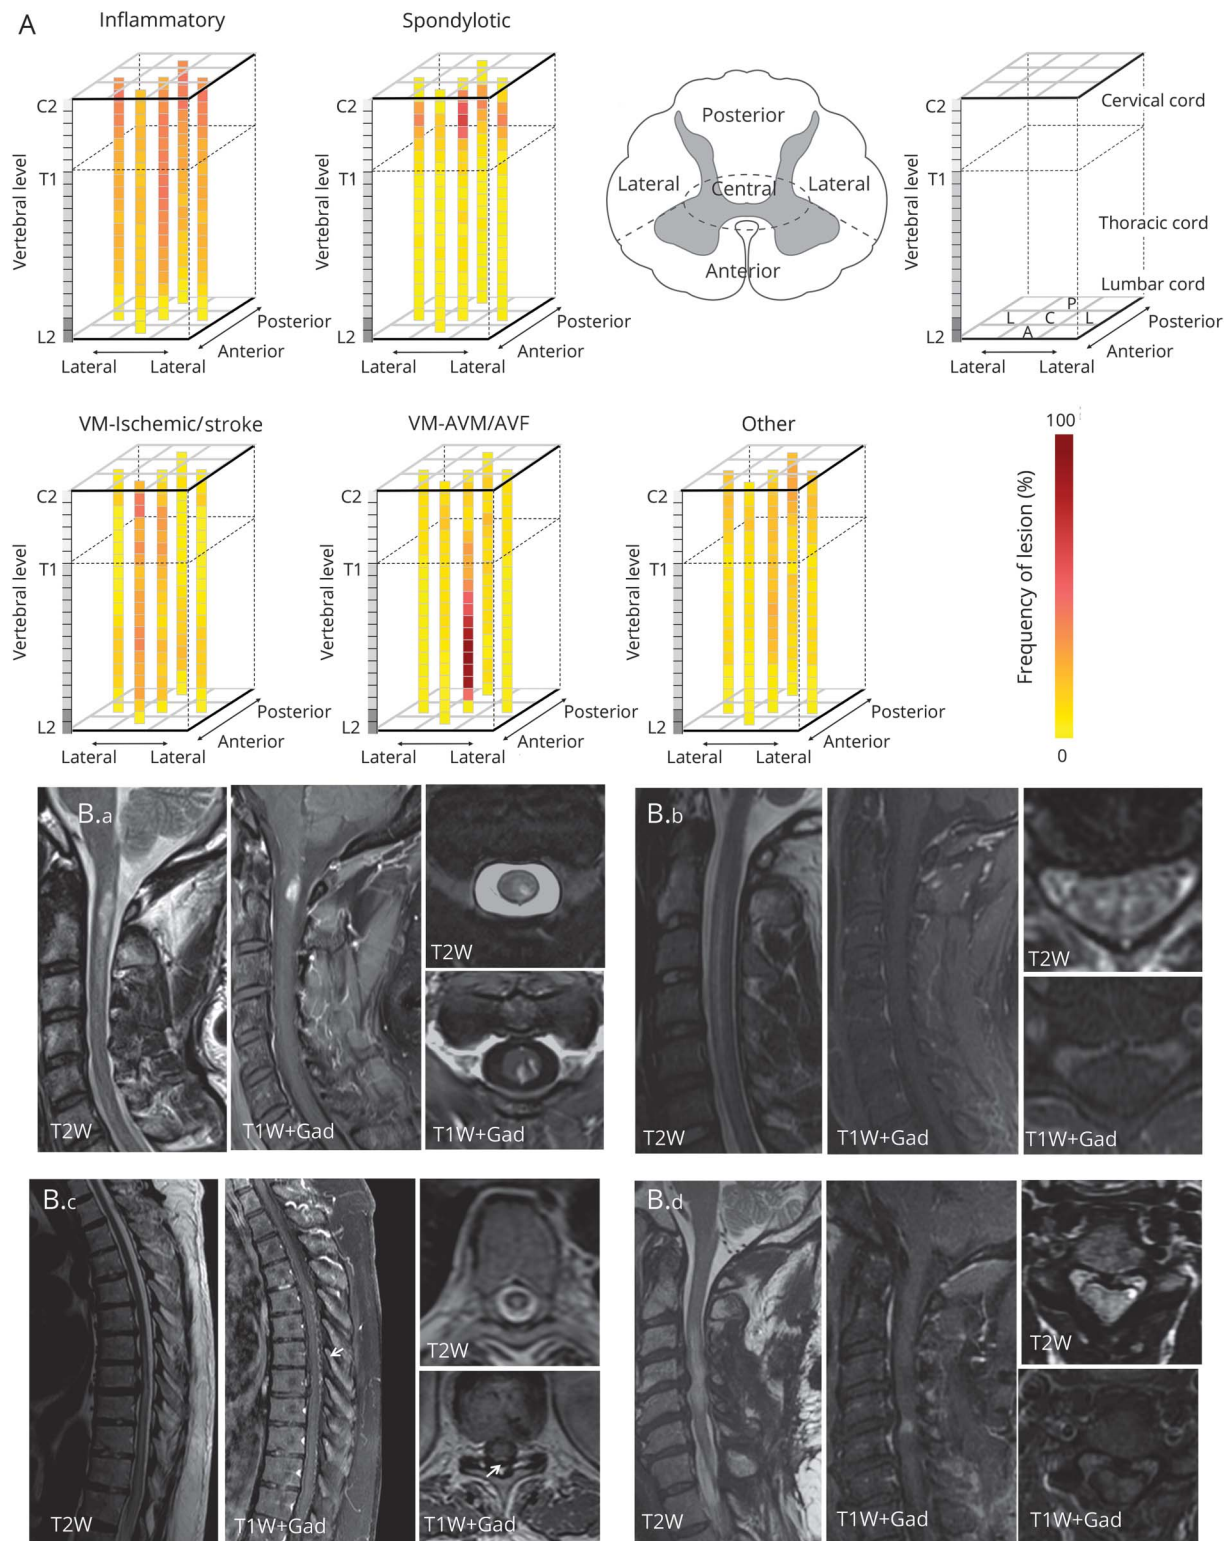 A
Inflammatory
Spondylotic
C2
T1
L2
Vertebral level
Lateral
Lateral
Posterior
Anterior
C2
T1
L2
Vertebral level
Lateral
Lateral
Posterior
Anterior
Posterior
Lateral
Central
Lateral
Anterior
C2
T1
L2
Vertebral level
Cervical cord
Thoracic cord
Lumbar cord
P
L
C
L
A
Lateral
Lateral
Posterior
Anterior
VM-Ischemic/stroke
VM-AVM/AVF
Other
C2
T1
L2
Vertebral level
Lateral
Lateral
Posterior
Anterior
C2
T1
L2
Vertebral level
Lateral
Lateral
Posterior
Anterior
C2
T1
L2
Vertebral level
Lateral
Lateral
Posterior
Anterior
100
Frequency of lesion (%)
0
B.a
T2W
T1W+Gad
T2W
T1W+Gad
B.b
T2W
T1W+Gad
T2W
T1W+Gad
B.c
T2W
T1W+Gad
T2W
T1W+Gad
B.d
T2W
T1W+Gad
T2W
T1W+Gad